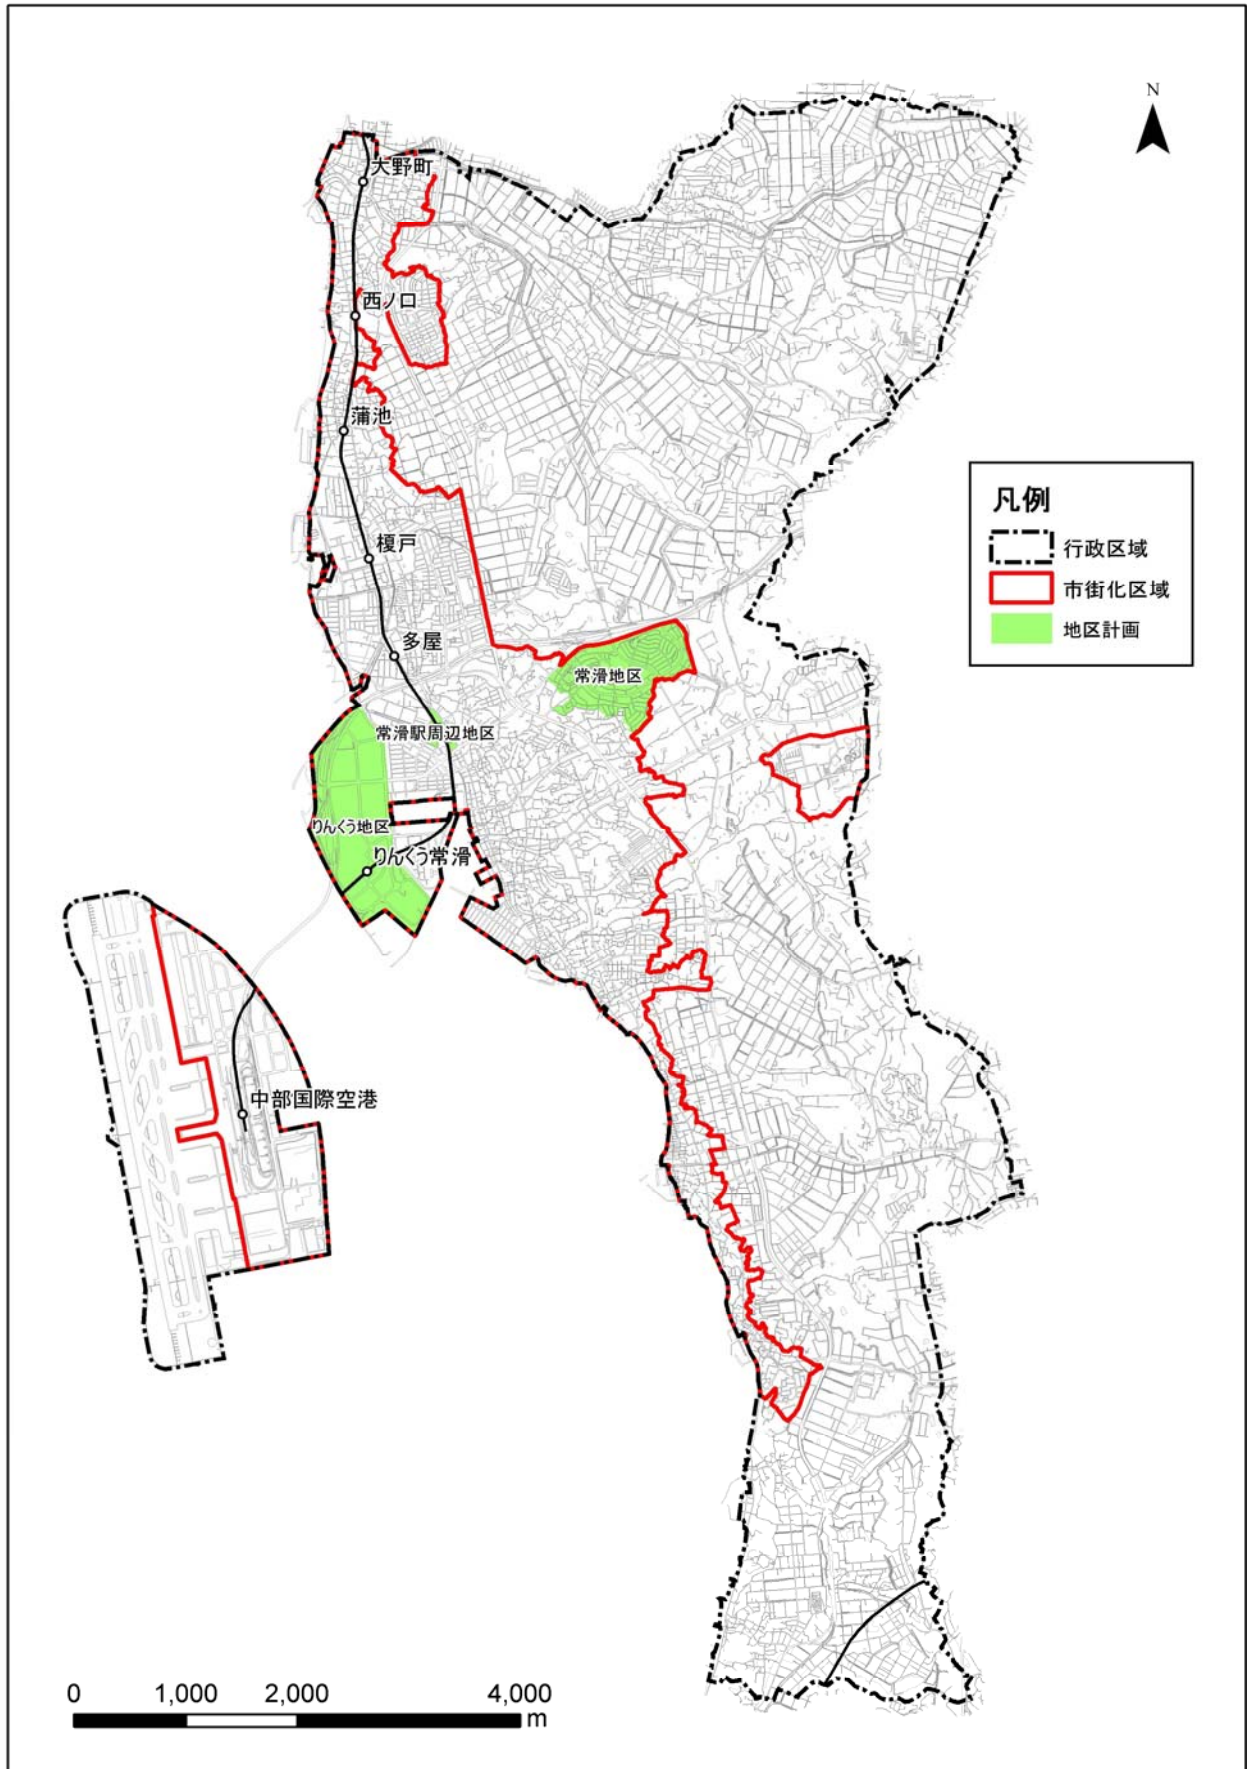 N
大野町
西ノ口
蒲池
榎戸
多屋
常滑地区
常滑駅周辺地区
りんくう地区
りんくう常滑
中部国際空港
凡例
行政区域
市街化区域
地区計画
0 1,000 2,000 4,000
m